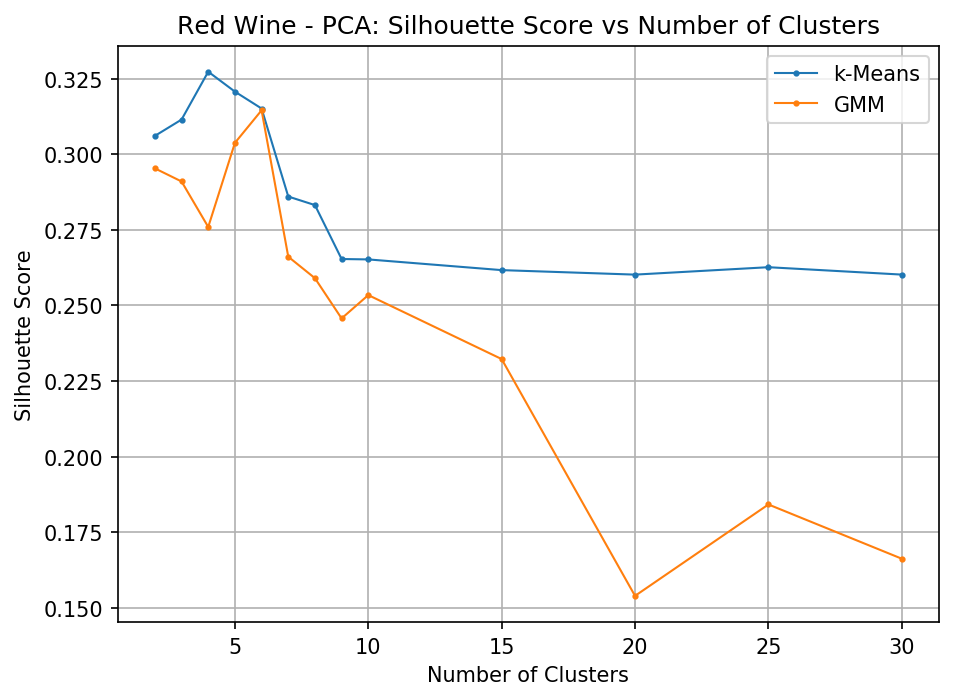 Red Wine - PCA: Silhouette Score vs Number of Clusters
k-Means
GMM
Silhouette Score
0.325
0.300
0.275
0.250
0.225
0.200
0.175
0.150
5 10 15 20 25 30
Number of Clusters